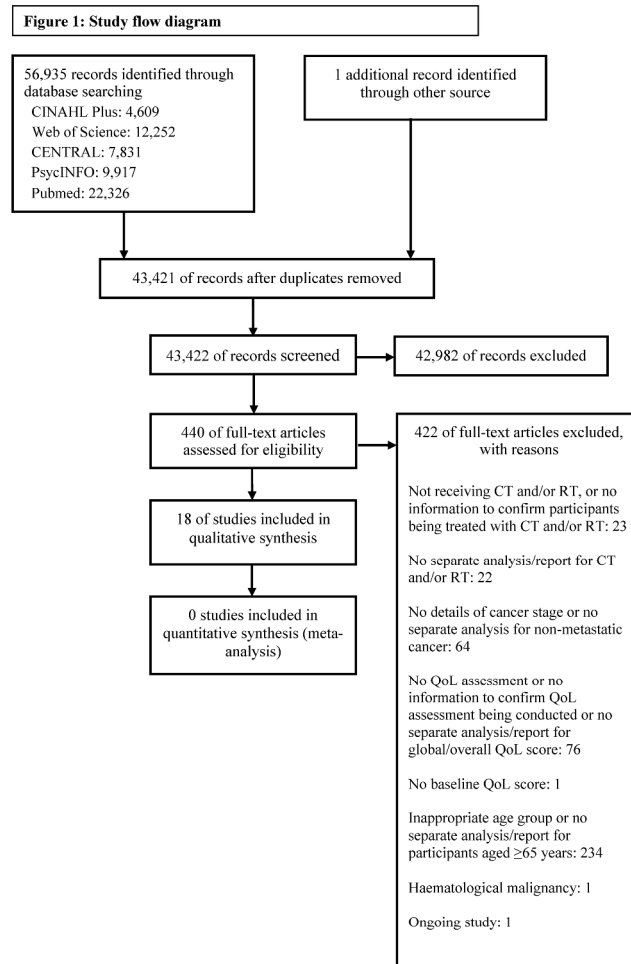 Figure 1: Study flow diagram
56,935 records identified through
database searching
CINAHL Plus: 4,609
Web of Science: 12,252
CENTRAL: 7,831
PsycINFO: 9,917
Pubmed: 22,326
1 additional record identified
through other source
43,421 of records after duplicates removed
43,422 of records screened
42,982 of records excluded
440 of full-text articles
assessed for eligibility
422 of full-text articles excluded,
with reasons
Not receiving CT and/or RT, or no
information to confirm participants
being treated with CT and/or RT: 23
No separate analysis/report for CT
and/or RT: 22
No details of cancer stage or no
separate analysis for non-metastatic
cancer: 64
No QoL assessment or no
information to confirm QoL
assessment being conducted or no
separate analysis/report for
global/overall QoL score: 76
No baseline QoL score: 1
Inappropriate age group or no
separate analysis/report for
participants aged ≥65 years: 234
Haematological malignancy: 1
Ongoing study: 1
18 of studies included in
qualitative synthesis
0 studies included in
quantitative synthesis (meta-
analysis)